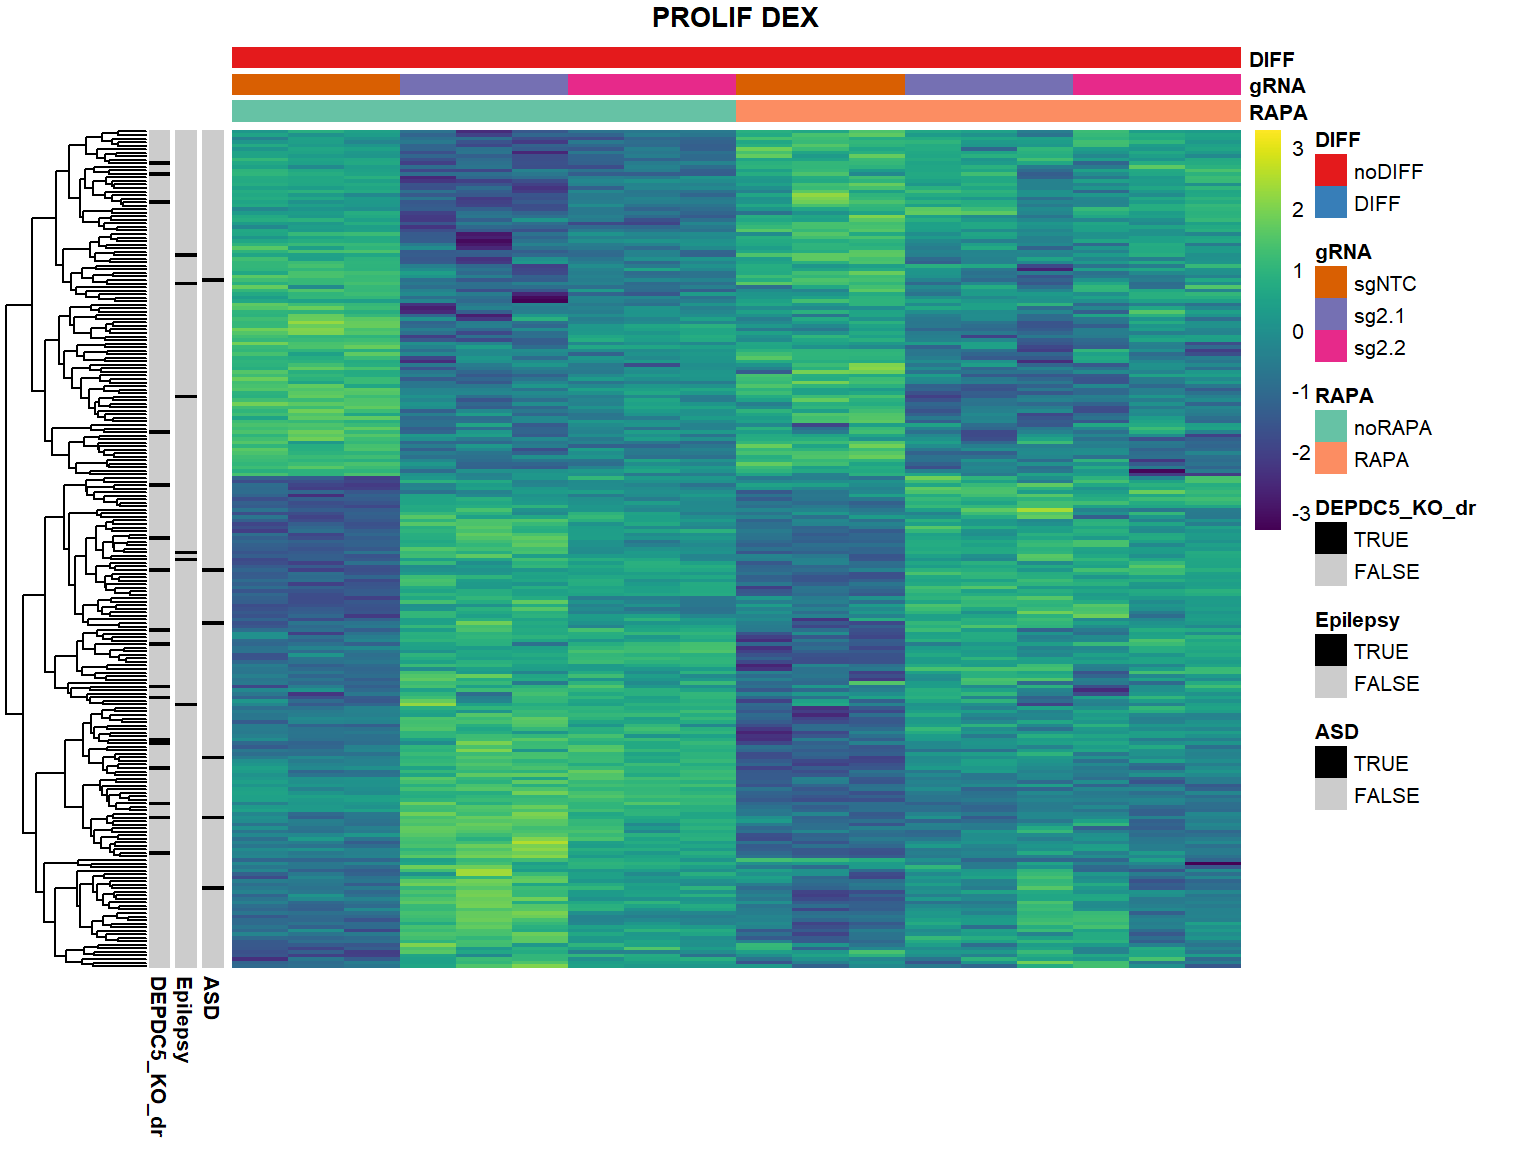 PROLIF DEX
DIFF
gRNA
RAPA
3
2
1
0
-1
-2
-3
DIFF
noDIFF
DIFF
gRNA
sgNTC
sg2.1
sg2.2
RAPA
noRAPA
RAPA
DEPDC5_KO_dr
TRUE
FALSE
Epilepsy
TRUE
FALSE
ASD
TRUE
FALSE
DEPDC5_KO_dr
Epilepsy
ASD